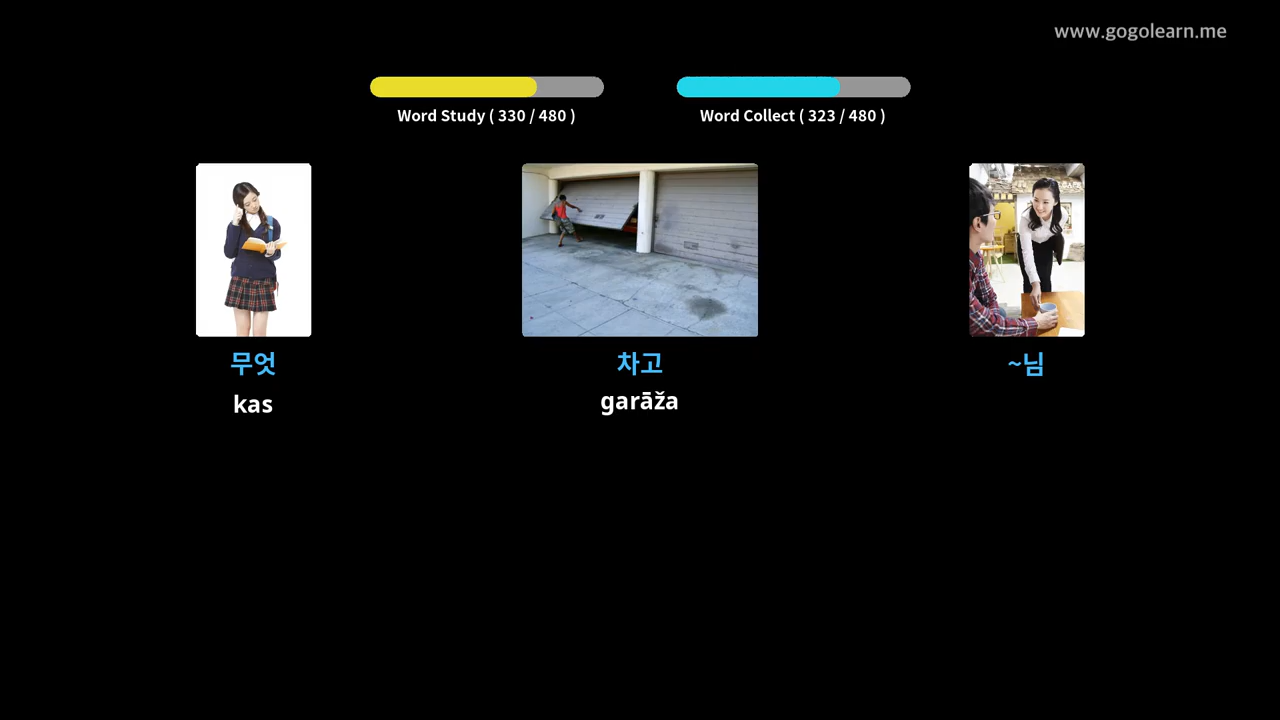 www.gogolearn.me
Word Study ( 330 / 480 )
Word Collect ( 323 / 480 )
무엇
차고
~님
kas
garāža